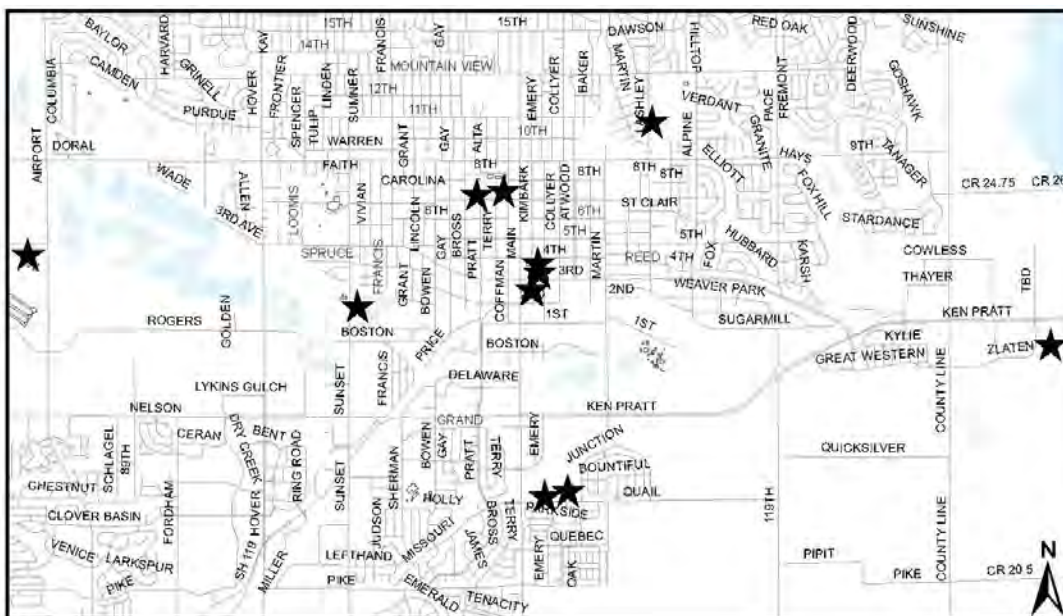 15TH
15TH
DAWSON
RED OAK
SUNSHINE
BAYLOR
HARVARD
KAY
14TH
FRANCIS
GAY
HILLTOP
DEERWOOD
COLUMBIA
CAMDEN
GRINELL
HOVER
FRONTIER
LINDEN
SUMNER
MOUNTAIN VIEW
EMERY
COLLYER
BAKER
MARTIN
ASHLEY
GOSHAWK
12TH
PACE
FREMONT
PURDUE
SPENCER
TULIP
11TH
VERDANT
WARREN
GRANT
GAY
ALTA
10TH
ALPINE
GRANITE
AIRPORT
DORAL
FAITH
8TH
8TH
8TH
8TH
ELLIOTT
HAYS
9TH
TANAGER
WADE
ALLEN
LOOMIS
VIVIAN
CAROLINA
KIMBARK
COLLYER
ATWOOD
FOX HILL
CR 24.75
3RD AVE
LINCOLN
6TH
GAY
BROSS
PRATT
TERRY
MAIN
6TH
5TH
ST CLAIR
5TH
STARDANCE
SPRUCE
FRANCIS
4TH
3RD
MARTIN
REED
4TH
FOX
HUBBARD
KARSH
COWLESS
GRANT
BOWEN
COFFMAN
2ND
WEAVER PARK
THAYER
TBD
GOLDEN
ROGERS
BOSTON
PRICE
1ST
1ST
SUGARMILL
KEN PRATT
BOSTON
KYLIE
GREAT WESTERN
ZLATEN
LYKINS GULCH
SUNSET
FRANCIS
DELAWARE
COUNTY LINE
NELSON
GRAND
KEN PRATT
CERAN
BENT
DRY CREEK
RING ROAD
BOWEN
GAY
PRATT
TERRY
EMERY
JUNCTION
QUICKSILVER
SCHLAGEL
89TH
BOUNTIFUL
CHESTNUT
SUNSET
SHERMAN
HOLLY
QUAIL
CLOVER BASIN
FORDHAM
SH 119
HOVER
JUDSON
MISSOURI
BROSS
TERRY
PARKSIDE
119TH
COUNTY LINE
VENICE
LARKSPUR
MILLER
LEFTHAND
JAMES
QUEBEC
PIPIT
PIKE
PIKE
EMERALD
TENACITY
EMERY
OAK
PIKE
CR 20.5
N